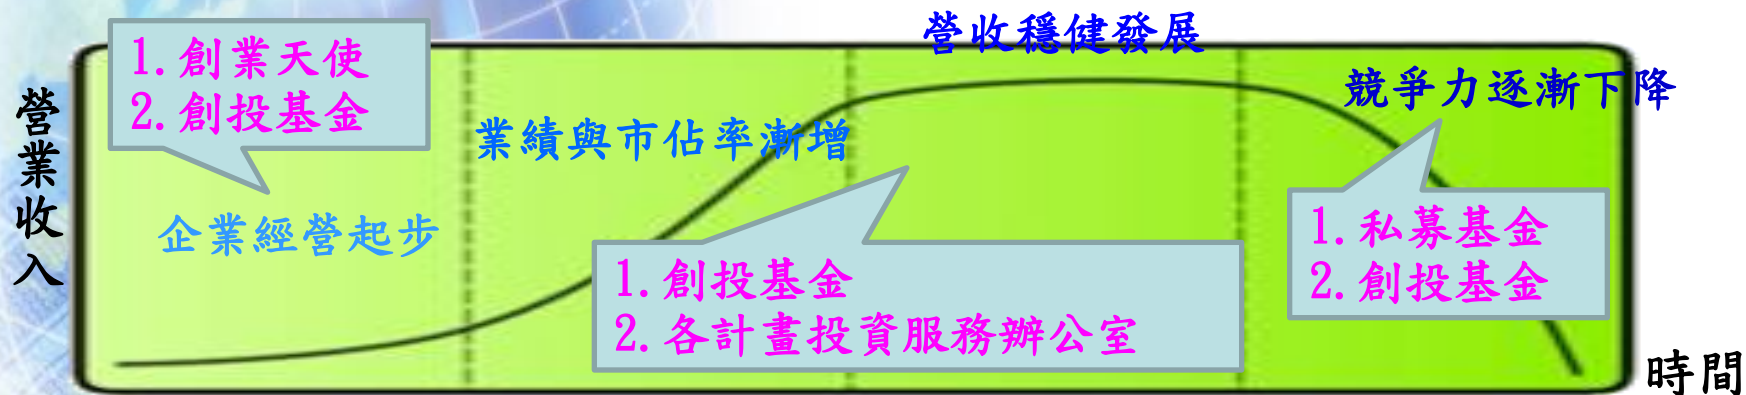 營業收入
1.創業天使
2.創投基金
企業經營起步
業績與市佔率漸增
營收穩健發展
1.創投基金
2.各計畫投資服務辦公室
競爭力逐漸下降
1.私募基金
2.創投基金
時間